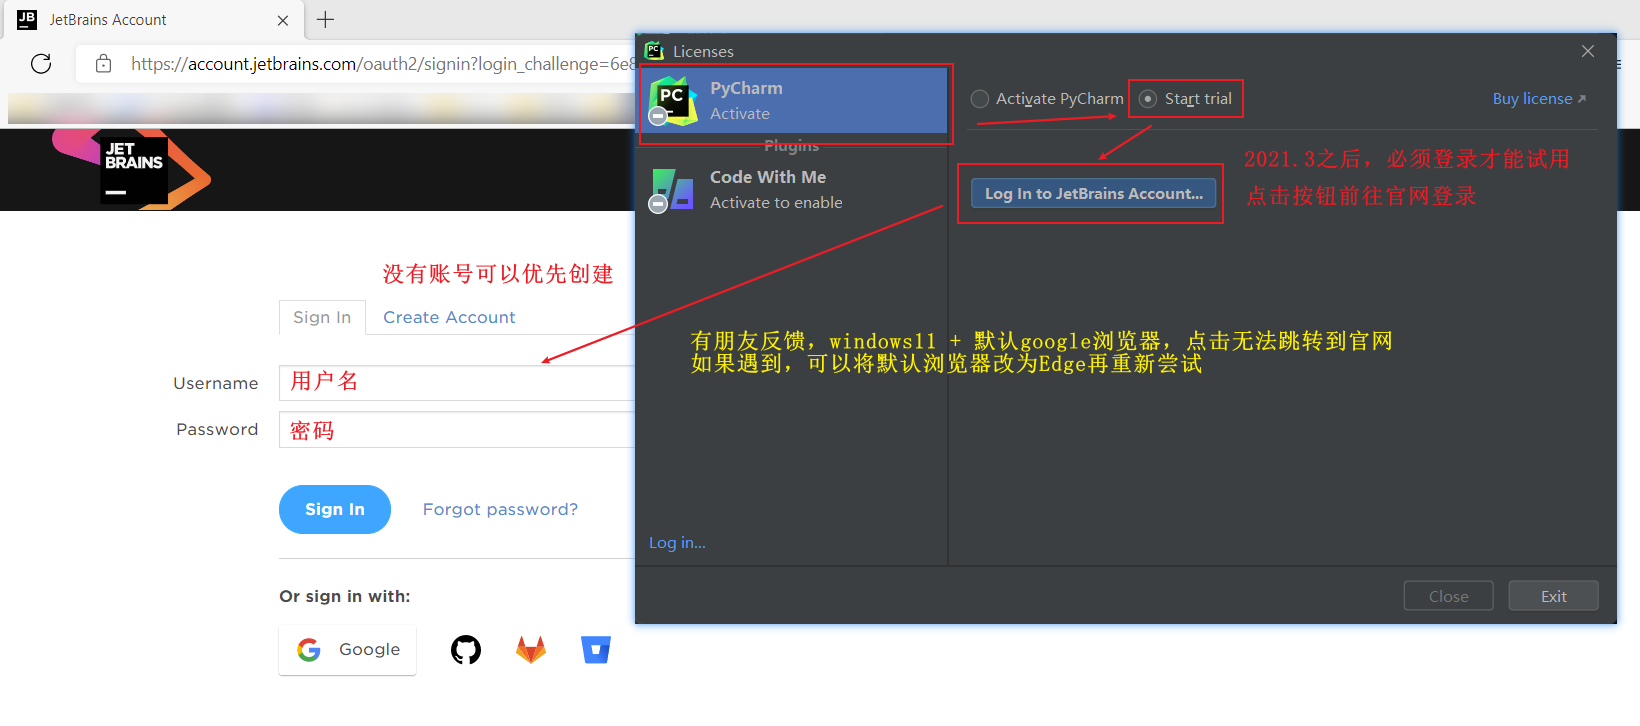 JB
JetBrains Account
https://account.jetbrains.com/oauth2/signin?login_challenge=6e8
JET
BRAINS
没有账号可以优先创建
Sign In
Create Account
Username
用户名
Password
密码
Sign In
Forgot password?
Or sign in with:
Google
PC
Licenses
PC
PyCharm
Activate
Plugins
Code With Me
Activate to enable
Log in...
Activate PyCharm
Start trial
Buy license
Log In to JetBrains Account...
2021.3之后，必须登录才能试用
点击按钮前往官网登录
有朋友反馈，windows11 + 默认google浏览器，点击无法跳转到官网
如果遇到，可以将默认浏览器改为Edge再重新尝试
Close
Exit